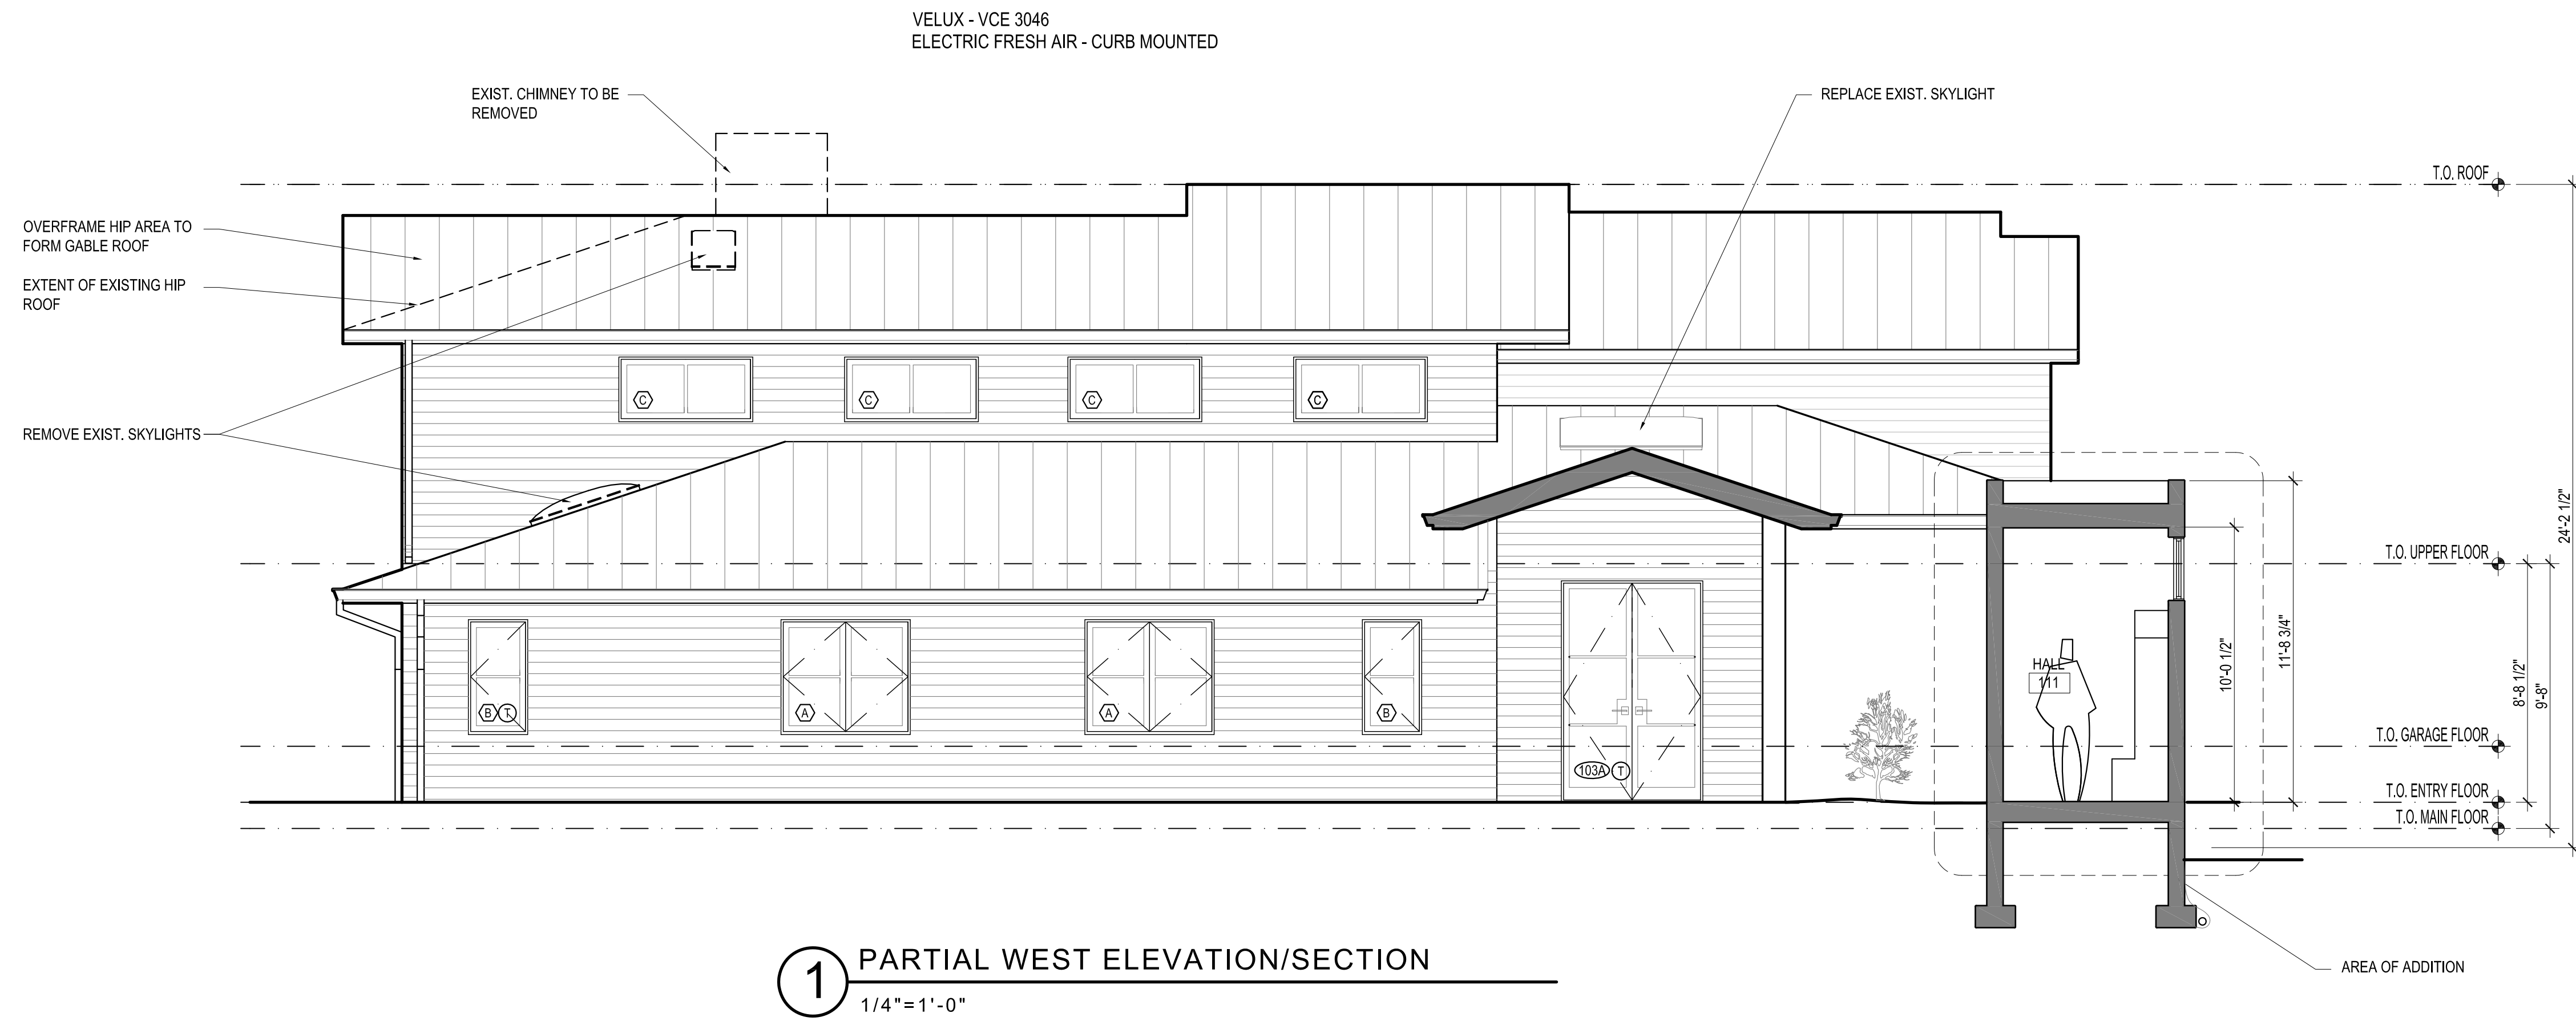 VELUX - VCE 3046
ELECTRIC FRESH AIR - CURB MOUNTED
EXIST. CHIMNEY TO BE
REMOVED
REPLACE EXIST. SKYLIGHT
T.O. ROOF
OVERFRAME HIP AREA TO
FORM GABLE ROOF
EXTENT OF EXISTING HIP
ROOF
REMOVE EXIST. SKYLIGHTS
C
C
C
C
24'-2 1/2"
T.O. UPPER FLOOR
11'-8 3/4"
10'-0 1/2"
8'-8 1/2"
9'-8"
HALL
111
B
T
A
A
B
T.O. GARAGE FLOOR
103A
T
T.O. ENTRY FLOOR
T.O. MAIN FLOOR
AREA OF ADDITION
1
PARTIAL WEST ELEVATION/SECTION
1/4"=1'-0"